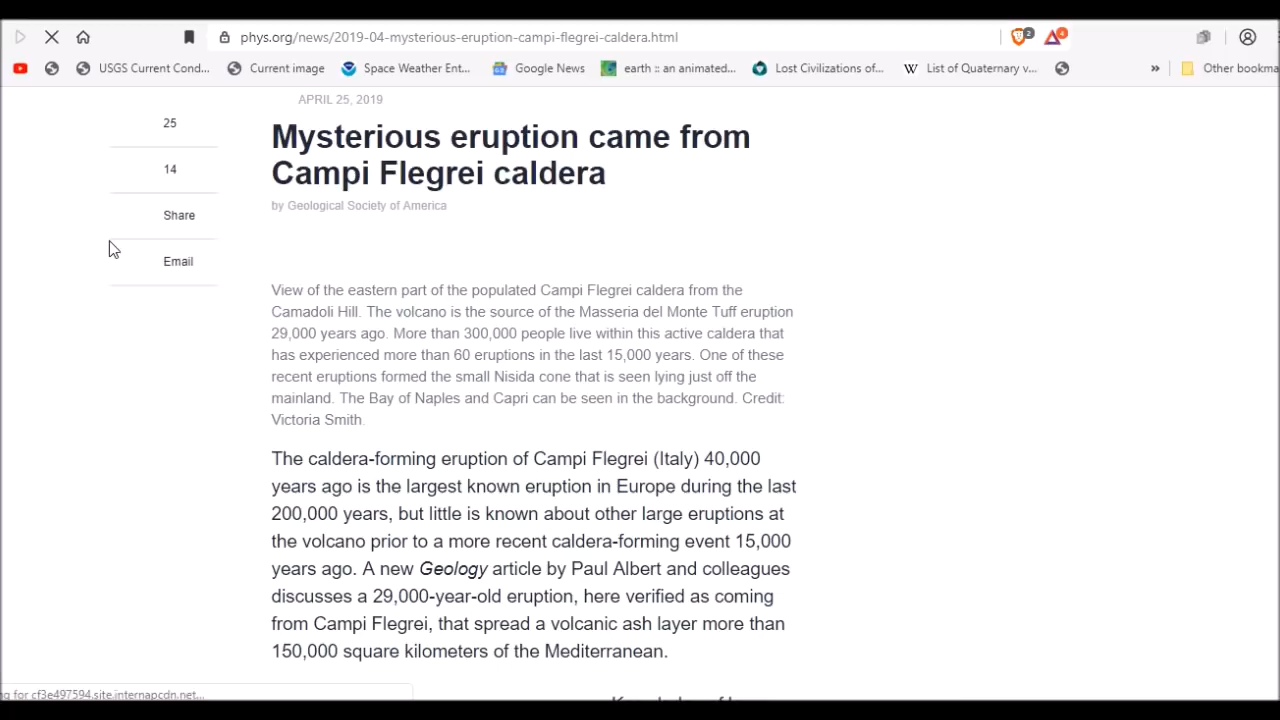 phys.org/news/2019-04-mysterious-eruption-campi-flegrei-caldera.html
2
4
USGS Current Cond...
Current image
Space Weather Ent...
Google News
earth :: an animated...
Lost Civilizations of...
W
List of Quaternary v...
»
Other bookma
APRIL 25, 2019
25
14
Share
Email
Mysterious eruption came from
Campi Flegrei caldera
by Geological Society of America
View of the eastern part of the populated Campi Flegrei caldera from the
Camadoli Hill. The volcano is the source of the Masseria del Monte Tuff eruption
29,000 years ago. More than 300,000 people live within this active caldera that
has experienced more than 60 eruptions in the last 15,000 years. One of these
recent eruptions formed the small Nisida cone that is seen lying just off the
mainland. The Bay of Naples and Capri can be seen in the background. Credit:
Victoria Smith.
The caldera-forming eruption of Campi Flegrei (Italy) 40,000
years ago is the largest known eruption in Europe during the last
200,000 years, but little is known about other large eruptions at
the volcano prior to a more recent caldera-forming event 15,000
years ago. A new Geology article by Paul Albert and colleagues
discusses a 29,000-year-old eruption, here verified as coming
from Campi Flegrei, that spread a volcanic ash layer more than
150,000 square kilometers of the Mediterranean.
ng for cf3e497594.site.internapcdn.net...